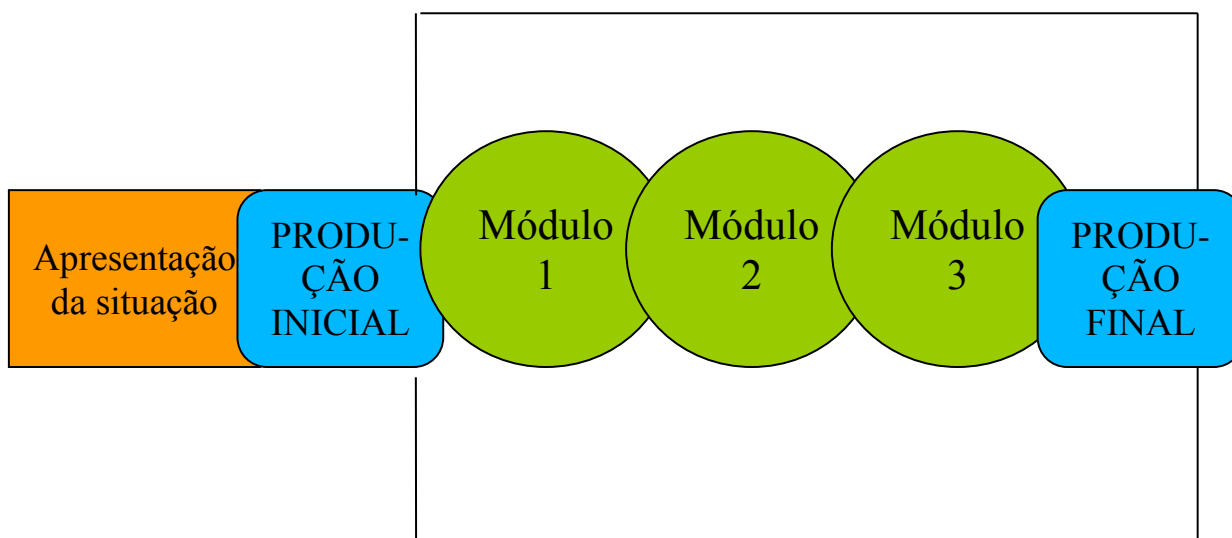 Apresentação
da situação
PRODU-
ÇÃO
INICIAL
Módulo
1
Módulo
2
Módulo
3
PRODU-
ÇÃO
FINAL